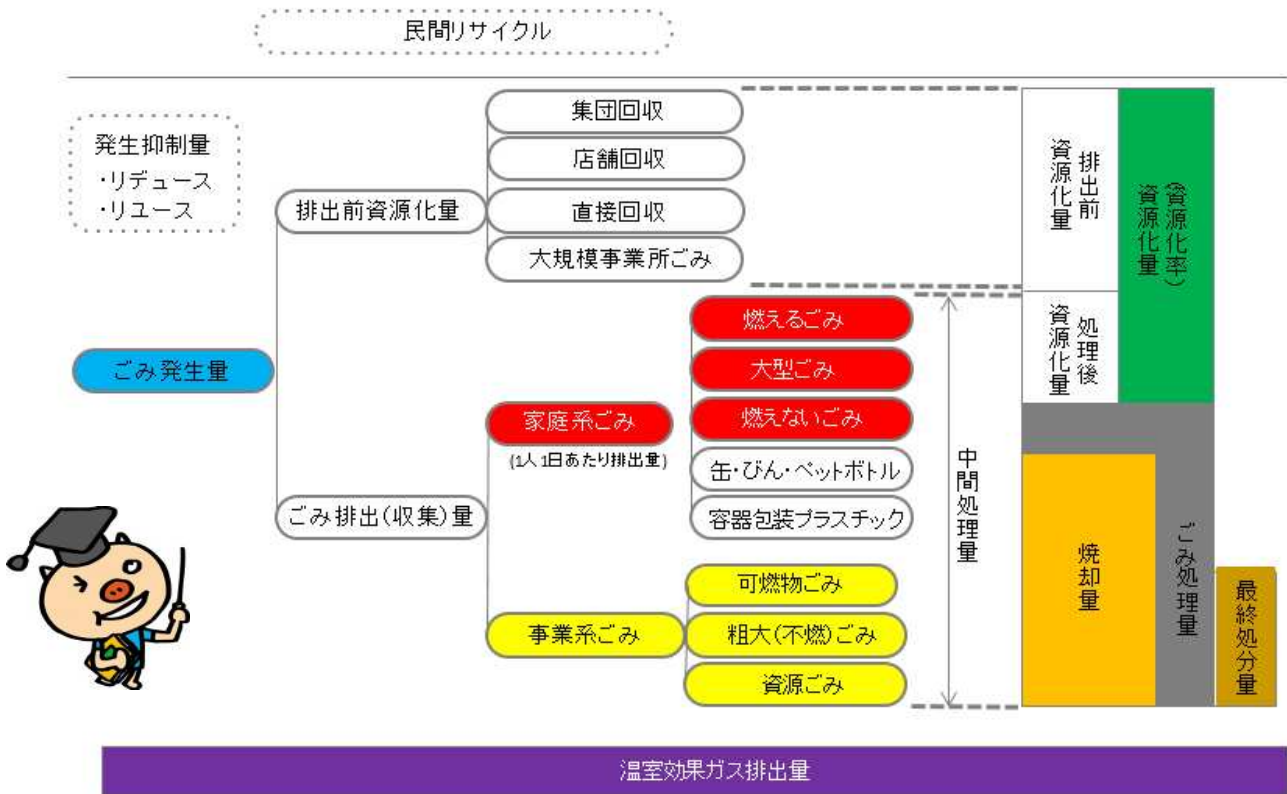 民間リサイクル
発生抑制量
・リデュース
・リユース
集団回収
店舗回収
排出前資源化量
直接回収
大規模事業所ごみ
排出前
資源化量
資源化量
(資源化率)
燃えるごみ
処理後
資源化量
ごみ発生量
大型ごみ
家庭系ごみ
(1人1日あたり排出量)
燃えないごみ
缶・びん・ペットボトル
ごみ排出(収集)量
容器包装プラスチック
中間処理量
可燃物ごみ
事業系ごみ
粗大(不燃)ごみ
資源ごみ
焼却量
ごみ処理量
最終処分量
温室効果ガス排出量